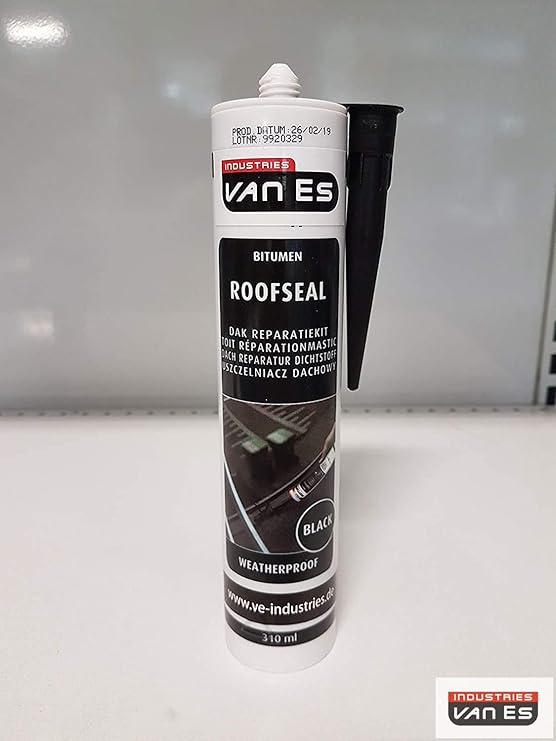 PROD.DATUM:26/02/19
LOTNR:9920329
INDUSTRIES
VAN ES
BITUMEN
ROOFSEAL
DAK REPARATIEKIT
TOIT RÉPARATIONMASTIC
DACH REPARATUR DICHTSTOFF
USZCZELNIACZ DACHOWY
BLACK
WEATHERPROOF
www.ve-industries.de
310 ml
INDUSTRIES
VAN ES